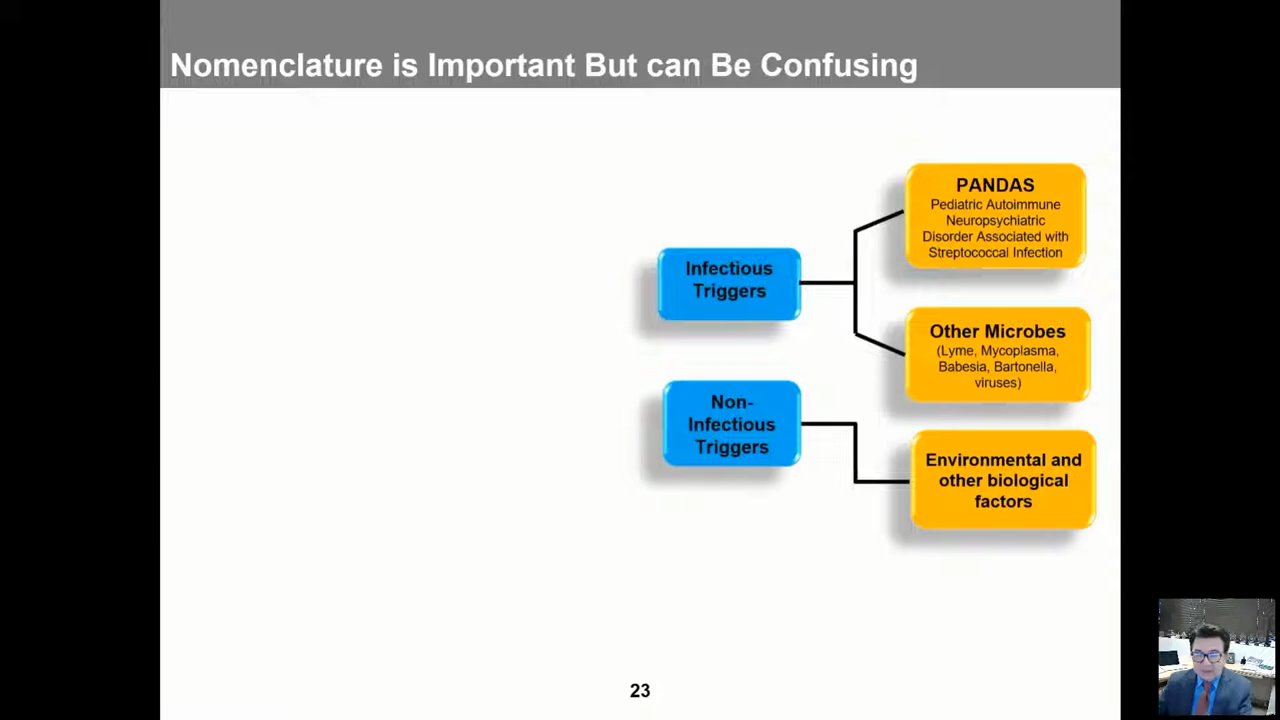 Nomenclature is Important But can Be Confusing
PANDAS
Pediatric Autoimmune
Neuropsychiatric
Disorder Associated with
Streptococcal Infection
Infectious
Triggers
Other Microbes
(Lyme, Mycoplasma,
Babesia, Bartonella,
viruses)
Non-
Infectious
Triggers
Environmental and
other biological
factors
23